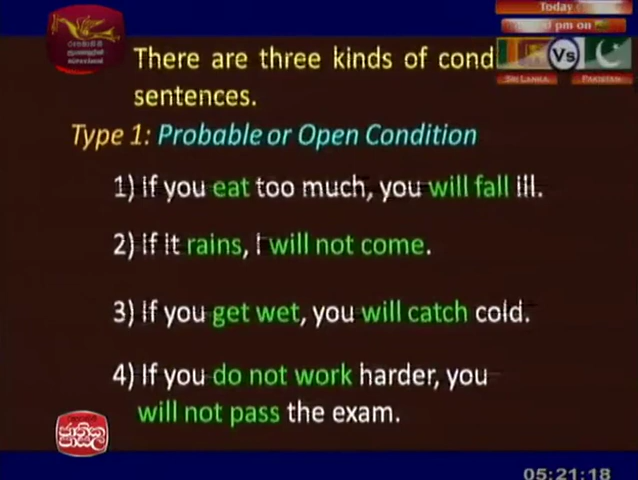 Today
pm on
Vs
SRI LANKA
PAKISTAN
There are three kinds of cond
sentences.
Type 1: Probable or Open Condition
1) If you eat too much, you will fall ill.
2) If it rains, I will not come.
3) If you get wet, you will catch cold.
4) If you do not work harder, you
will not pass the exam.
ජාතික
05:21:18